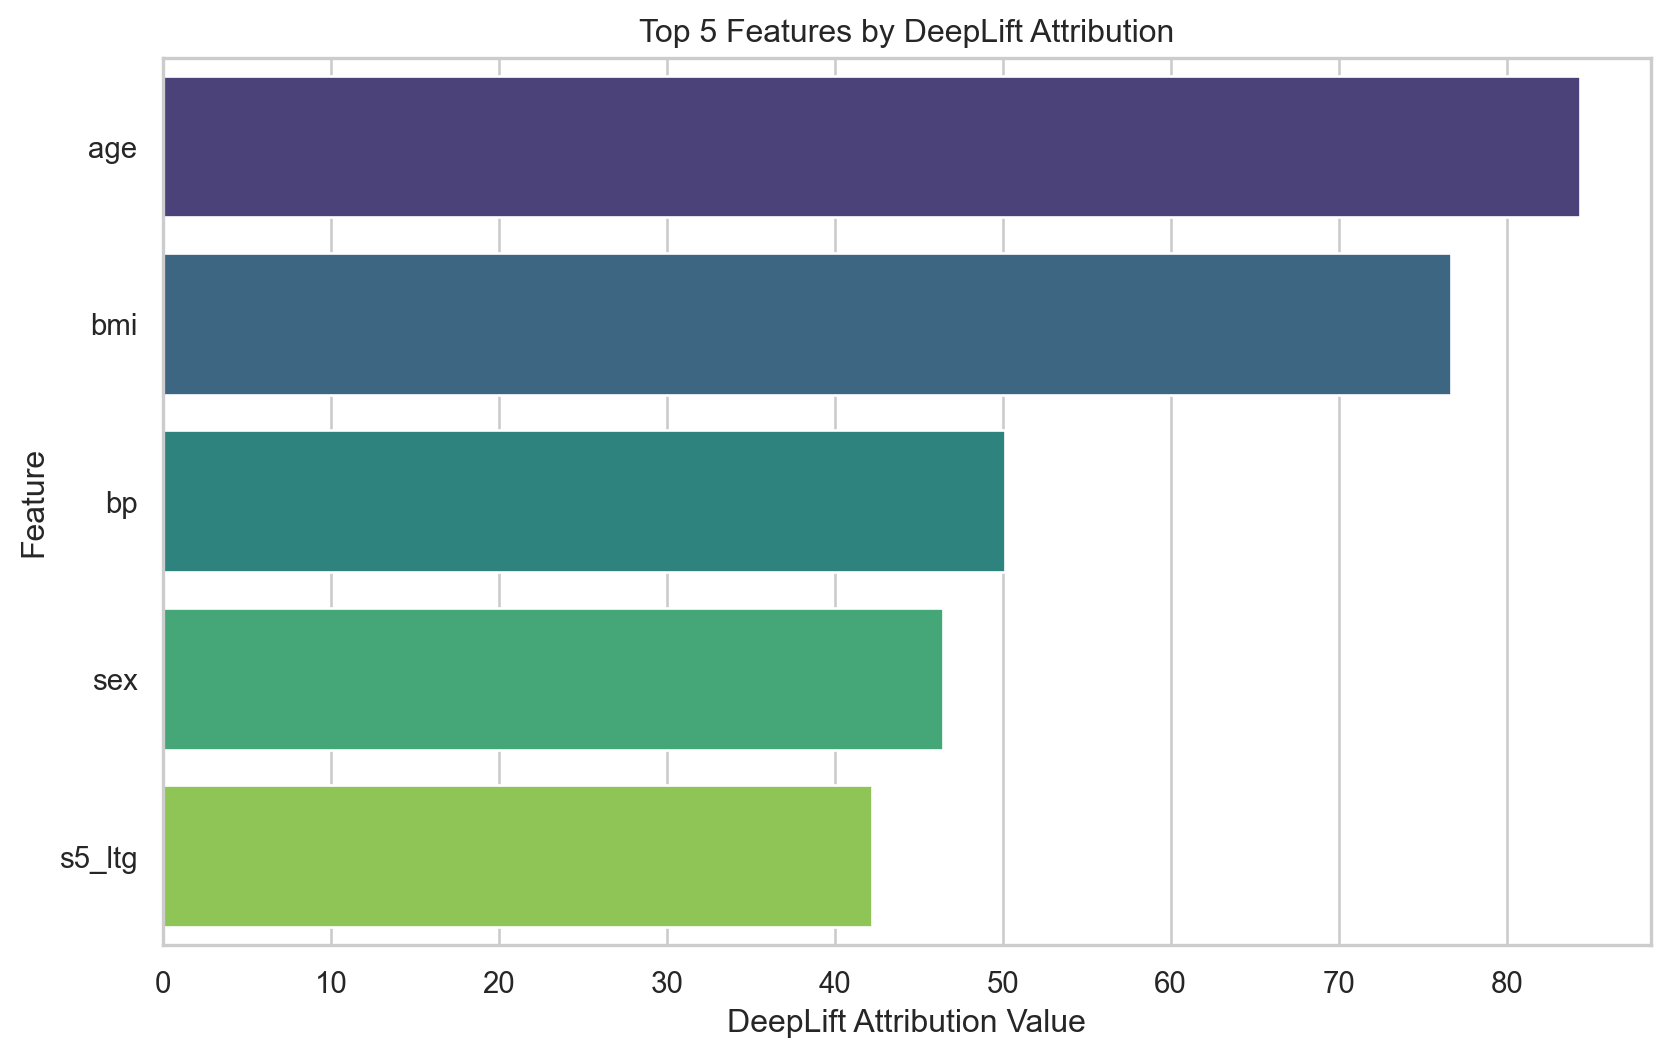 Top 5 Features by DeepLift Attribution
Feature
age
bmi
bp
sex
s5_ltg
0 10 20 30 40 50 60 70 80
DeepLift Attribution Value